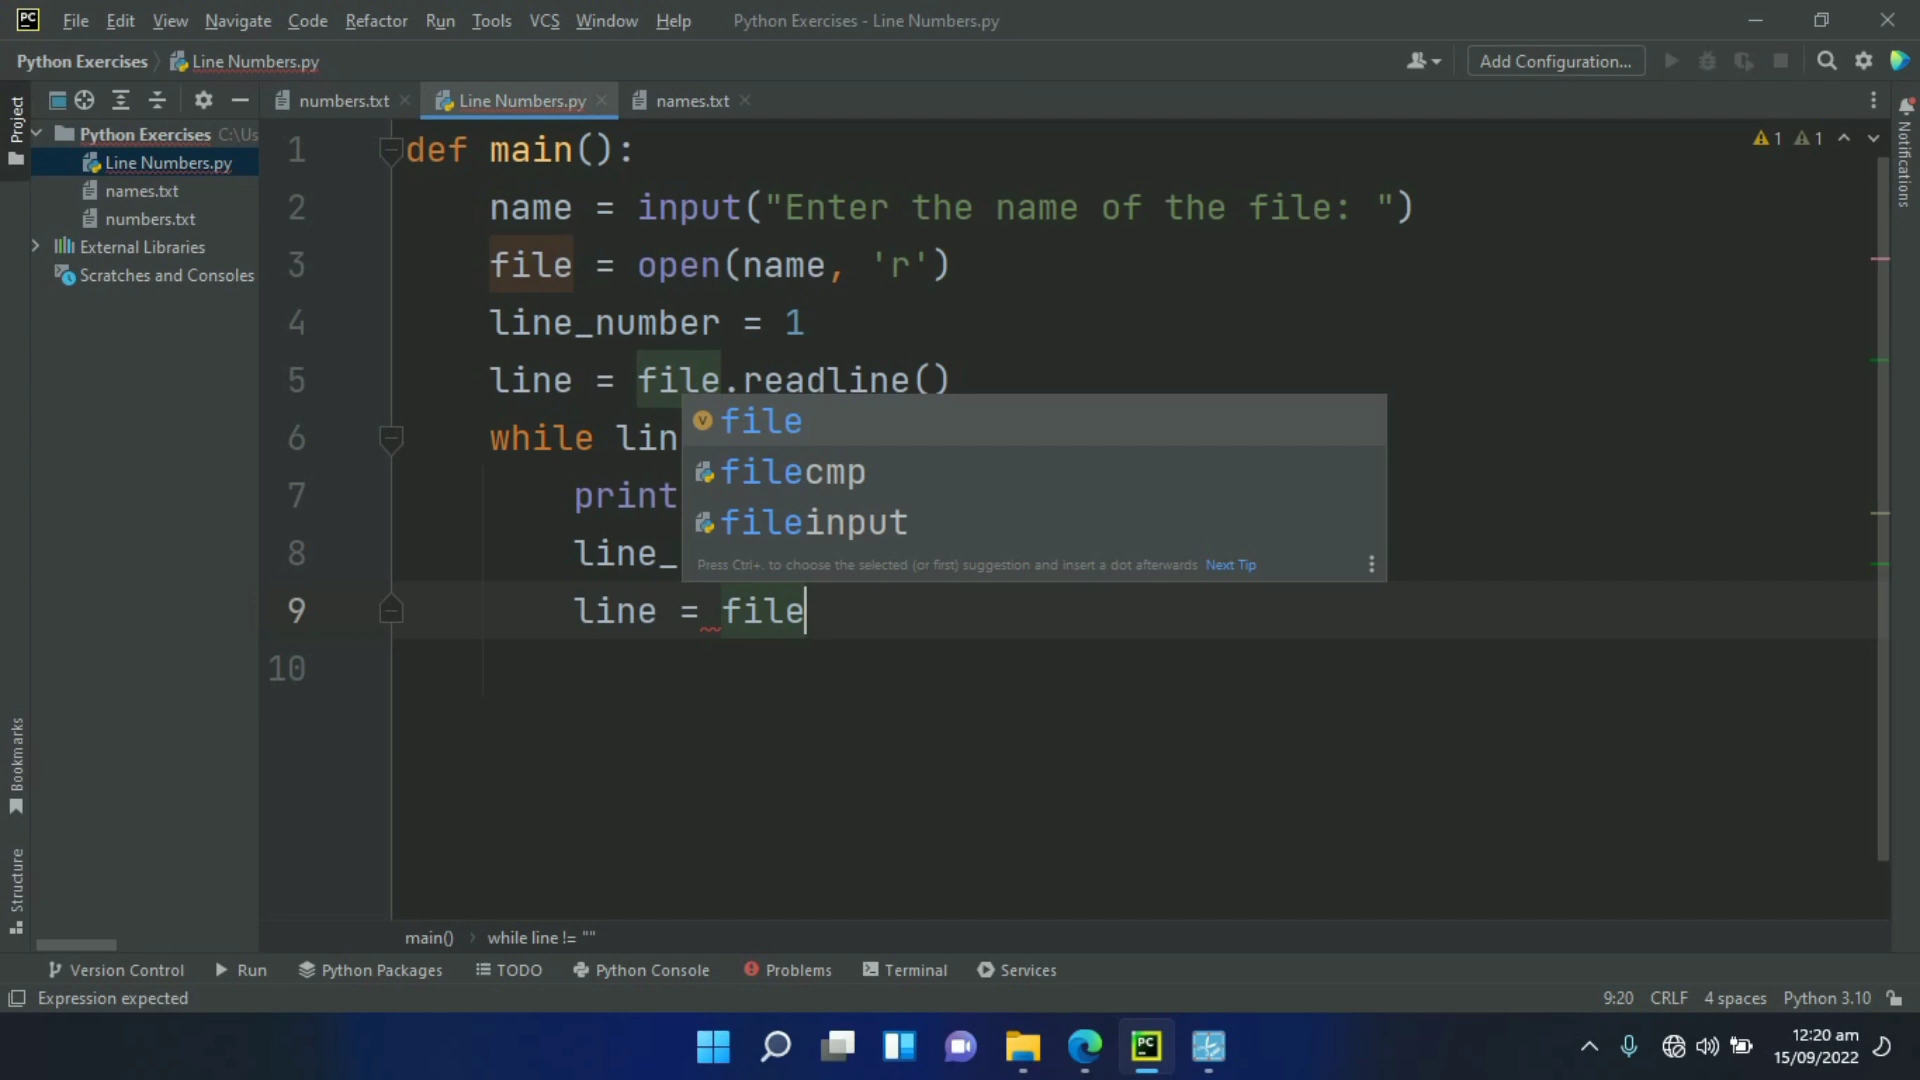 PC File Edit View Navigate Code Refactor Run Tools VCS Window Help Python Exercises - Line Numbers.py
Python Exercises Line Numbers.py Add Configuration...
Project
numbers.txt Line Numbers.py names.txt
Python Exercises C:\Us
Line Numbers.py
names.txt
numbers.txt
External Libraries
Scratches and Consoles
1 def main():
2 name = input("Enter the name of the file: ")
3 file = open(name, 'r')
4 line_number = 1
5 line = file.readline()
6 while lin
7 print
8 line_
9 line = file
10
file
filecmp
fileinput
Press Ctrl+. to choose the selected (or first) suggestion and insert a dot afterwards Next Tip
1 1
Notifications
Bookmarks
Structure
main() while line != ""
Version Control Run Python Packages TODO Python Console Problems Terminal Services
Expression expected 9:20 CRLF 4 spaces Python 3.10
PC
12:20 am
15/09/2022